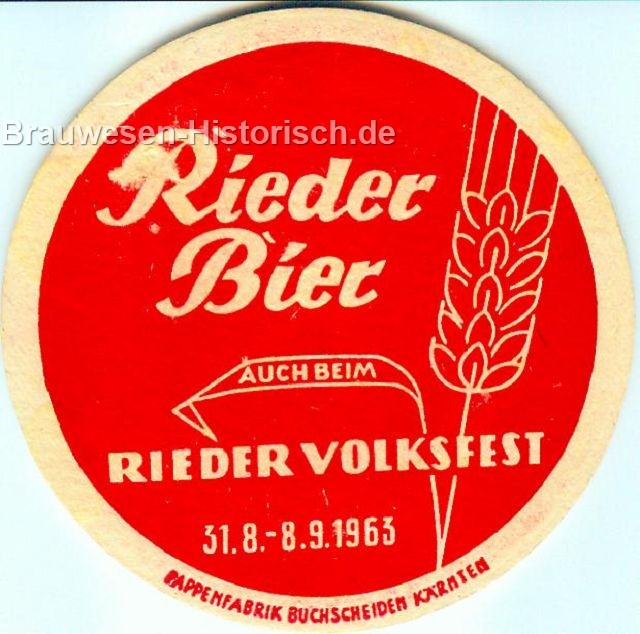 Brauwesen-Historisch.de
Rieder
Bier
AUCH BEIM
RIEDER VOLKSFEST
31.8.-8.9.1963
PAPPENFABRIK BUCHSCHEIDEN KÄRNTEN